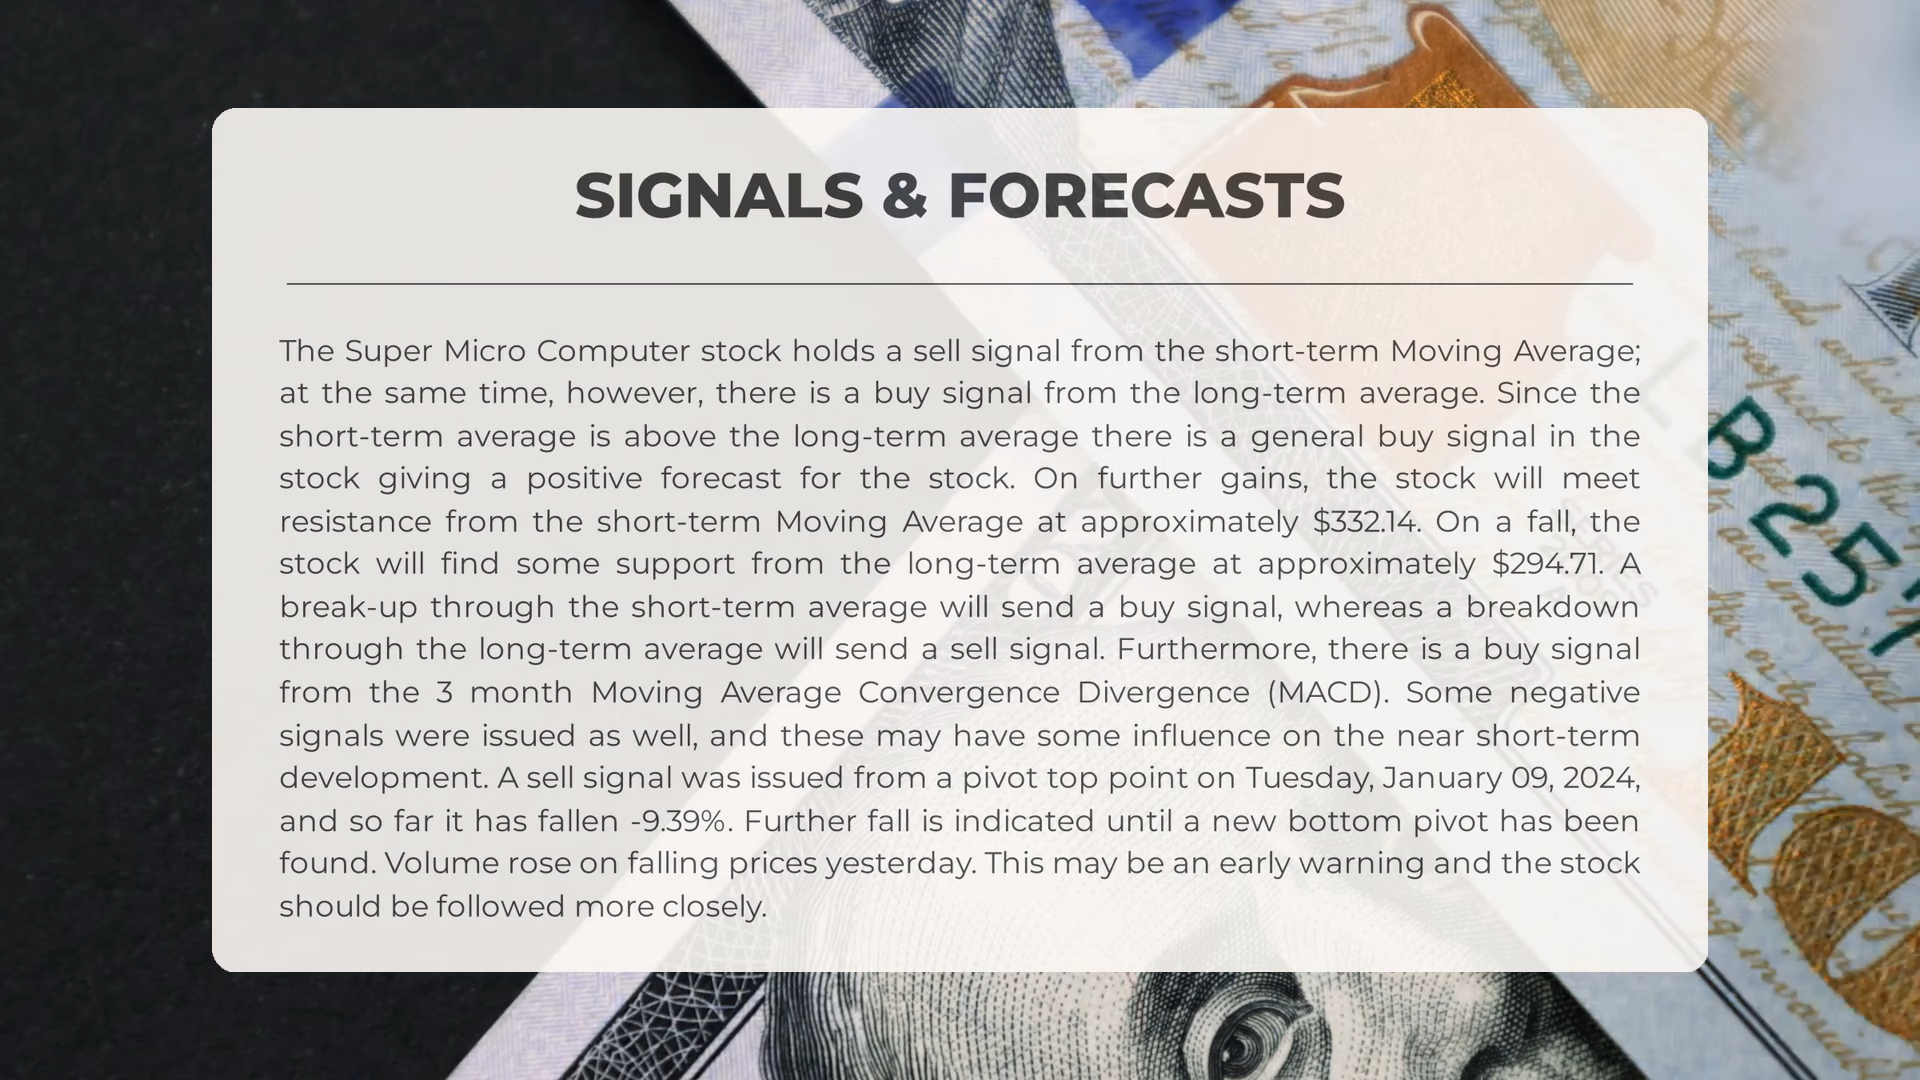 SIGNALS & FORECASTS
The Super Micro Computer stock holds a sell signal from the short-term Moving Average;
at the same time, however, there is a buy signal from the long-term average. Since the
short-term average is above the long-term average there is a general buy signal in the
stock giving a positive forecast for the stock. On further gains, the stock will meet
resistance from the short-term Moving Average at approximately $332.14. On a fall, the
stock will find some support from the long-term average at approximately $294.71. A
break-up through the short-term average will send a buy signal, whereas a breakdown
through the long-term average will send a sell signal. Furthermore, there is a buy signal
from the 3 month Moving Average Convergence Divergence (MACD). Some negative
signals were issued as well, and these may have some influence on the near short-term
development. A sell signal was issued from a pivot top point on Tuesday, January 09, 2024,
and so far it has fallen -9.39%. Further fall is indicated until a new bottom pivot has been
found. Volume rose on falling prices yesterday. This may be an early warning and the stock
should be followed more closely.